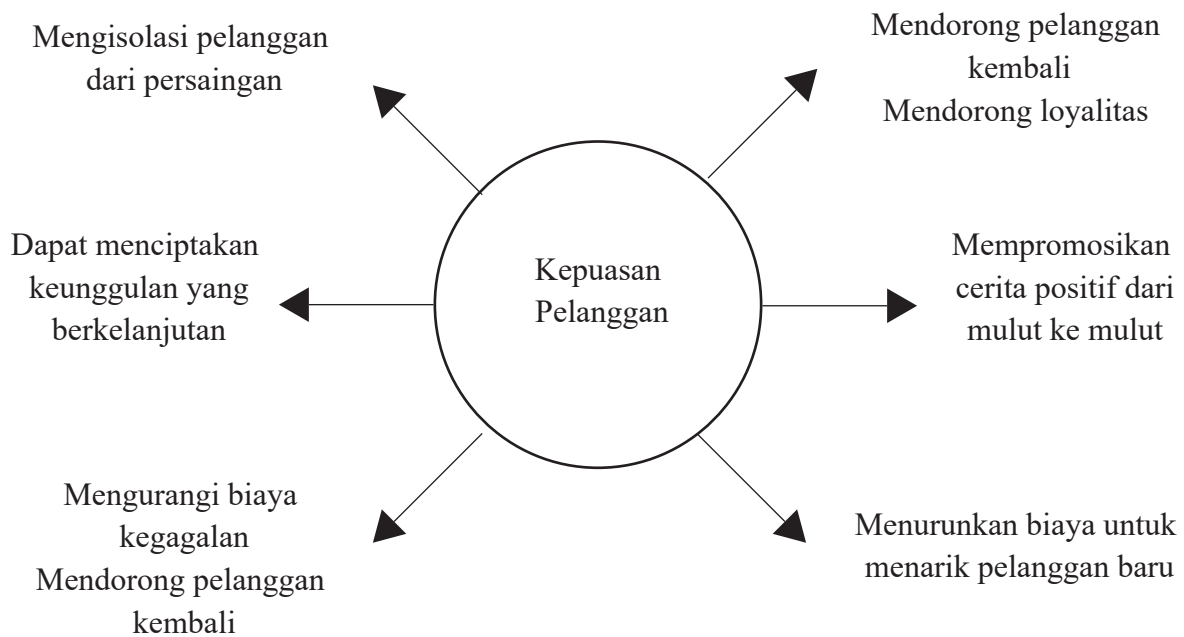 Mengisolasi pelanggan
dari persaingan
Mendorong pelanggan
kembali
Mendorong loyalitas
Dapat menciptakan
keunggulan yang
berkelanjutan
Kepuasan
Pelanggan
Mempromosikan
cerita positif dari
mulut ke mulut
Mengurangi biaya
kegagalan
Mendorong pelanggan
kembali
Menurunkan biaya untuk
menarik pelanggan baru